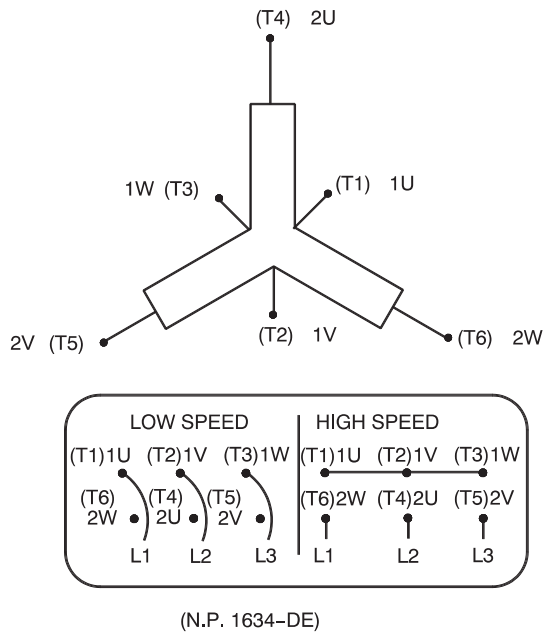 (T4) 2U
1W (T3)
(T1) 1U
2V (T5)
(T2) 1V
(T6) 2W
LOW SPEED
HIGH SPEED
(T1)1U (T2)1V (T3)1W
(T1)1U (T2)1V (T3)1W
(T6) (T4) (T5)
2W 2U 2V
(T6)2W (T4)2U (T5)2V
L1 L2 L3
L1 L2 L3
(N.P. 1634-DE)